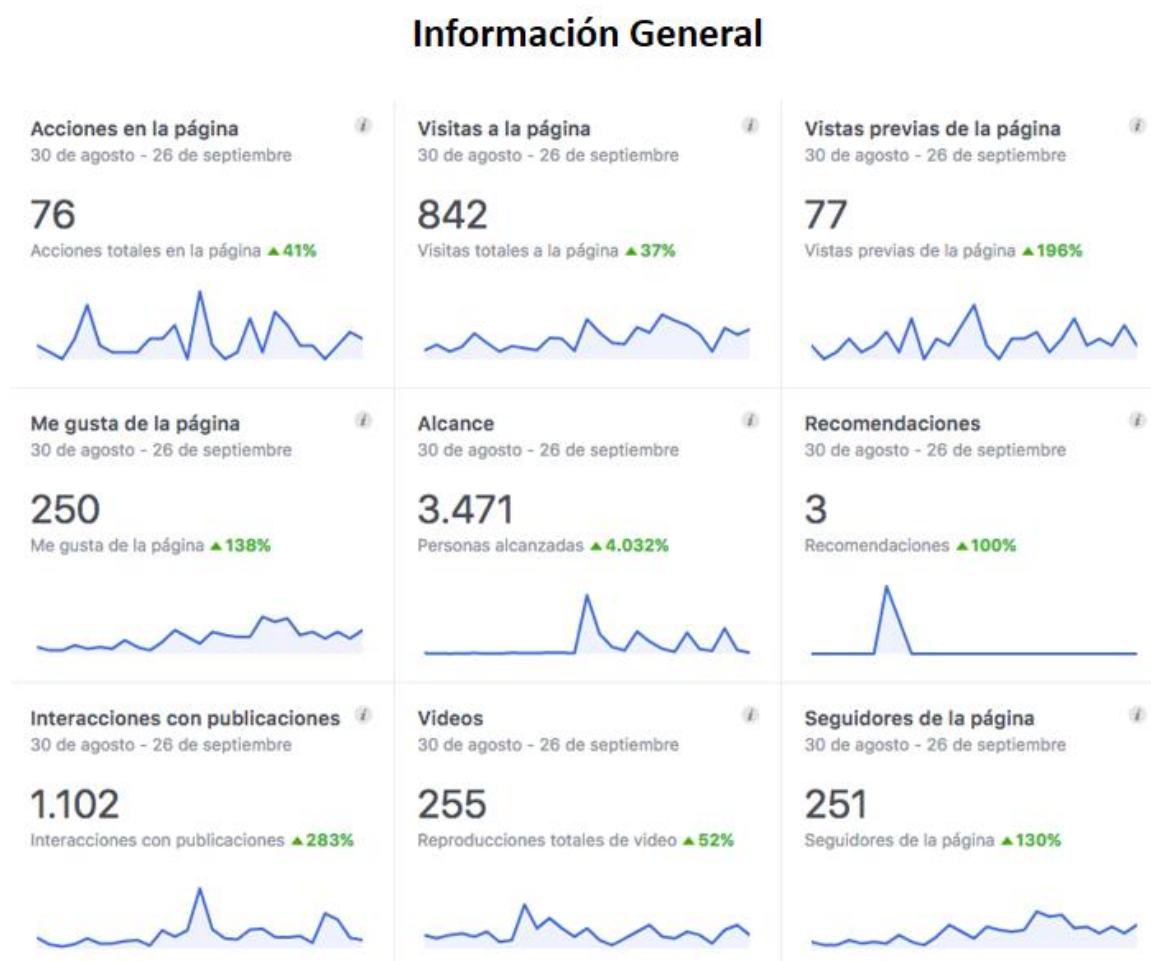 Información General
Acciones en la página
30 de agosto - 26 de septiembre
76
Acciones totales en la página ▲41%
Visitas a la página
30 de agosto - 26 de septiembre
842
Visitas totales a la página ▲37%
Vistas previas de la página
30 de agosto - 26 de septiembre
77
Vistas previas de la página ▲196%
Me gusta de la página
30 de agosto - 26 de septiembre
250
Me gusta de la página ▲138%
Alcance
30 de agosto - 26 de septiembre
3.471
Personas alcanzadas ▲4.032%
Recomendaciones
30 de agosto - 26 de septiembre
3
Recomendaciones ▲100%
Interacciones con publicaciones
30 de agosto - 26 de septiembre
1.102
Interacciones con publicaciones ▲283%
Videos
30 de agosto - 26 de septiembre
255
Reproducciones totales de video ▲52%
Seguidores de la página
30 de agosto - 26 de septiembre
251
Seguidores de la página ▲130%